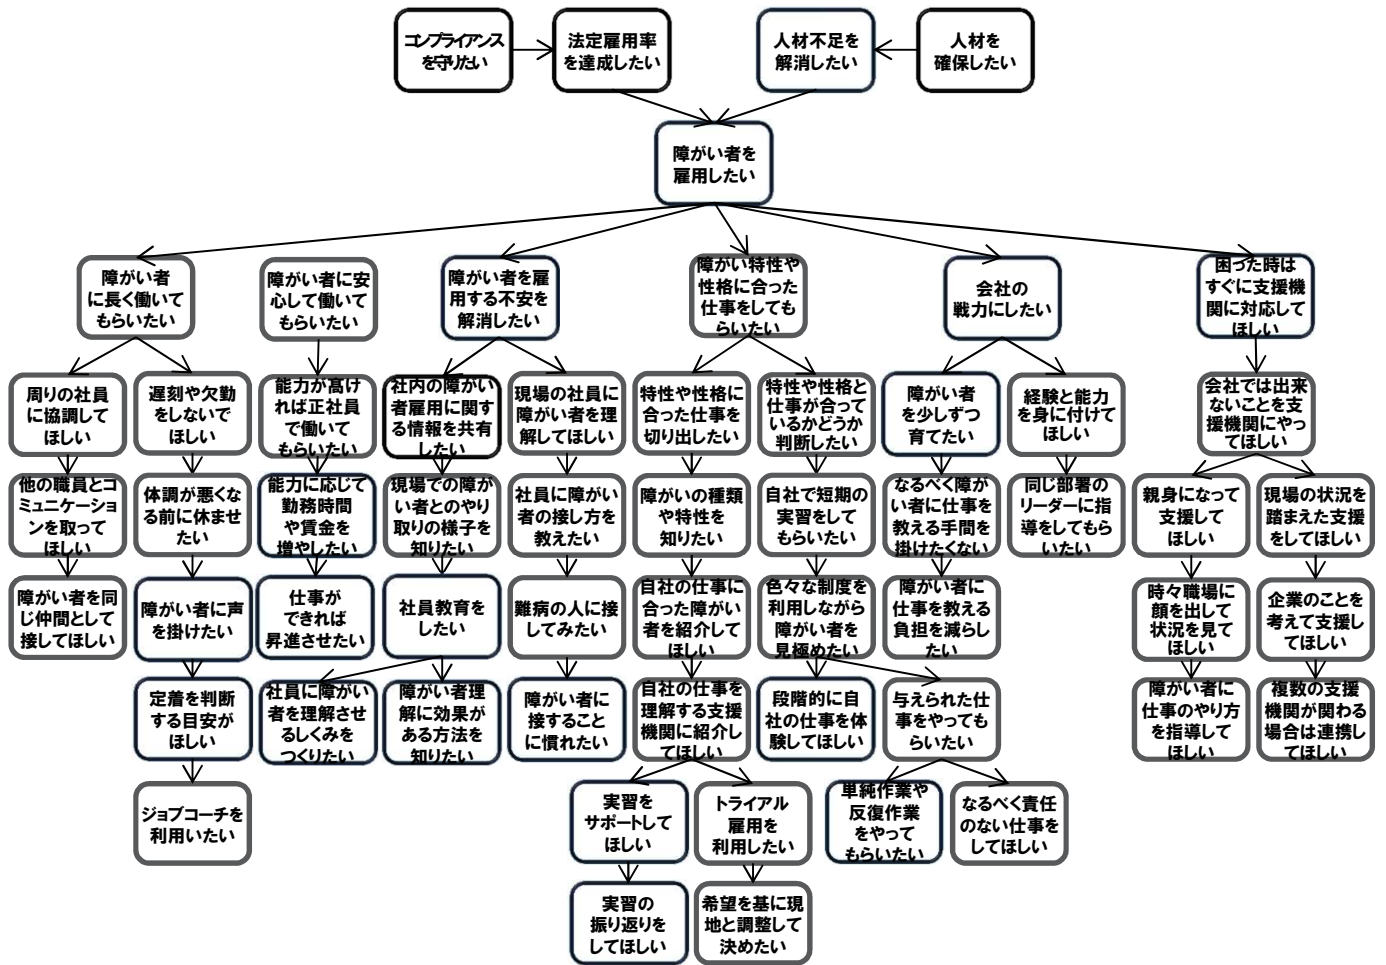 コンプライアンス
を守りたい
法定雇用率
を達成したい
人材不足を
解消したい
人材を
確保したい
障がい者を
雇用したい
障がい者
に長く働いて
もらいたい
障がい者に安
心して働いて
もらいたい
障がい者を雇
用する不安を
解消したい
障がい特性や
性格に合った
仕事をしても
らいたい
会社の
戦力にしたい
困った時は
すぐに支援機
関に対応して
ほしい
周りの社員
に協調して
ほしい
遅刻や欠勤
をしないで
ほしい
能力が高け
れば正社員
で働いて
もらいたい
社内の障がい
者雇用に関す
る情報を共有
したい
現場の社員に
障がい者を理
解してほしい
特性や性格に
合った仕事を
切り出したい
特性や性格と
仕事が合って
いるかどうか
判断したい
障がい者
を少しずつ
育てたい
経験と能力
を身に付けて
ほしい
会社では出来
ないことを支
援機関にやっ
てほしい
他の職員とコ
ミュニケーショ
ンを取って
ほしい
体調が悪くな
る前に休ませ
たい
能力に応じて
勤務時間
や賃金を
増やしたい
現場での障が
い者とのやり
取りの様子を
知りたい
社員に障がい
者の接し方を
教えたい
障がいの種類
や特性を
知りたい
自社で短期の
実習をして
もらいたい
なるべく障が
い者に仕事を
教える手間を
掛けたくない
同じ部署の
リーダーに指
導をしてもら
いたい
親身になって
支援して
ほしい
現場の状況を
踏まえた支援
をしてほしい
障がい者を同
じ仲間として
接してほしい
障がい者に声
を掛けたい
仕事が
できれば
昇進させたい
社員教育を
したい
難病の人に接
してみたい
自社の仕事に
合った障がい
者を紹介して
ほしい
色々な制度を
利用しながら
障がい者を
見極めたい
障がい者に
仕事を教える
負担を減らし
たい
時々職場に
顔を出して
状況を見て
ほしい
企業のことを
考えて支援し
てほしい
定着を判断
する目安が
ほしい
社員に障がい
者を理解させ
るしくみを
つくりたい
障がい者理
解に効果が
ある方法を
知りたい
障がい者に
接すること
に慣れたい
自社の仕事を
理解する支援
機関に紹介し
てほしい
段階的に自
社の仕事を体
験してほしい
与えられた仕
事をやっても
らいたい
障がい者に
仕事のやり方
を指導して
ほしい
複数の支援
機関が関わる
場合は連携し
てほしい
ジョブコーチを
利用いたい
実習を
サポートして
ほしい
トライアル
雇用を
利用したい
単純作業や
反復作業
をやって
もらいたい
なるべく責任
のない仕事を
してほしい
実習の
振り返りを
してほしい
希望を基に現
地と調整して
決めたい